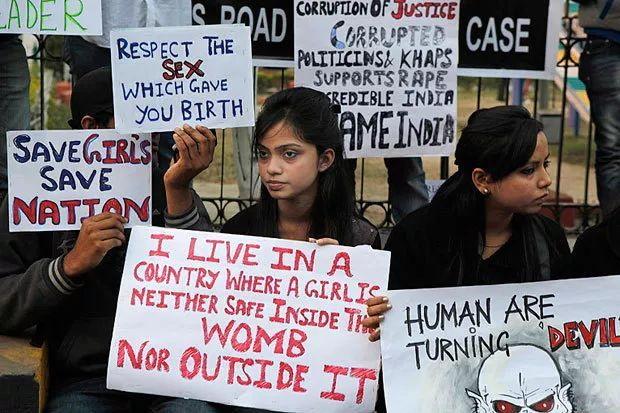 LEADER
S ROAD
CASE
RESPECT THE
SEX
WHICH GAVE
YOU BIRTH
CORRUPTION OF JUSTICE
CORRUPTED
POLITICIANS & KHAPS
SUPPORTS RAPE
CREDIBLE INDIA
AME INDIA
SAVE GIRLS
SAVE
NATION
I LIVE IN A
COUNTRY WHERE A GIRL IS
NEITHER SAFE INSIDE THE
WOMB
NOR OUTSIDE IT
HUMAN ARE
TURNING 'DEVIL